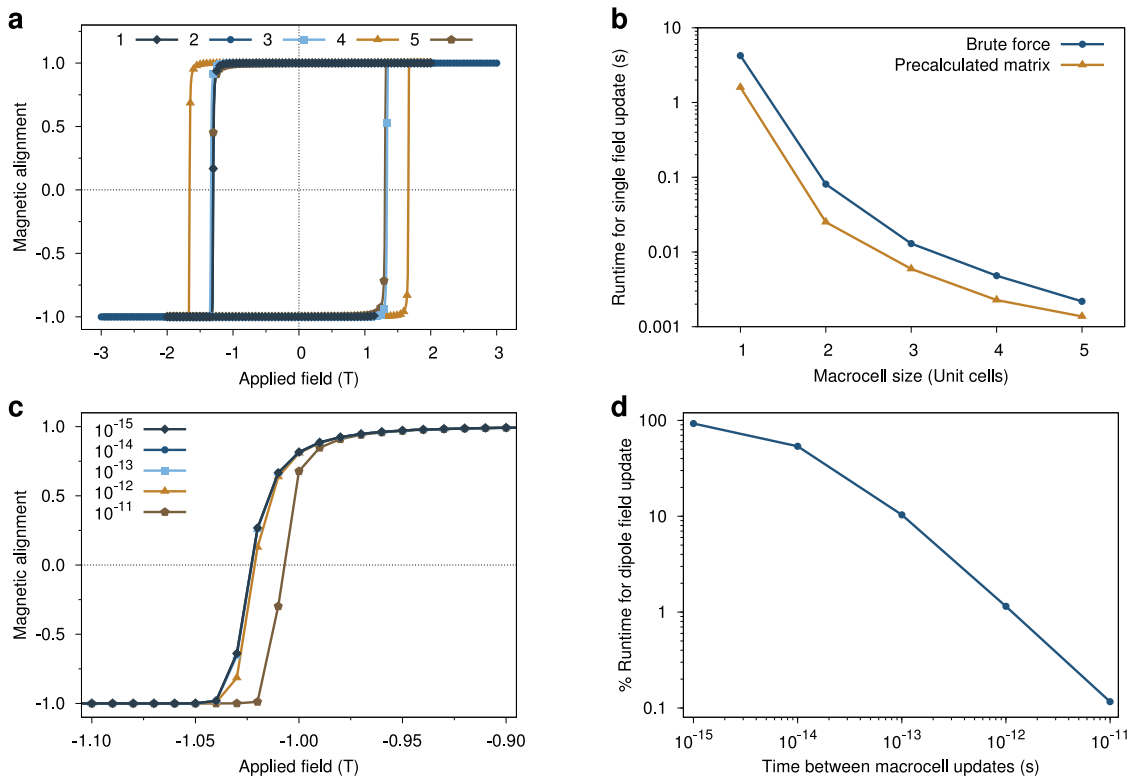 a
1 2 3 4 5
1.0
0.5
0.0
-0.5
-1.0
Magnetic alignment
-3 -2 -1 0 1 2 3
Applied field (T)
b
Brute force
Precalculated matrix
10
1
0.1
0.01
0.001
Runtime for single field update (s)
1 2 3 4 5
Macrocell size (Unit cells)
c
10⁻¹⁵
10⁻¹⁴
10⁻¹³
10⁻¹²
10⁻¹¹
1.0
0.5
0.0
-0.5
-1.0
Magnetic alignment
-1.10 -1.05 -1.00 -0.95 -0.90
Applied field (T)
d
100
10
1
0.1
% Runtime for dipole field update
10⁻¹⁵ 10⁻¹⁴ 10⁻¹³ 10⁻¹² 10⁻¹¹
Time between macrocell updates (s)